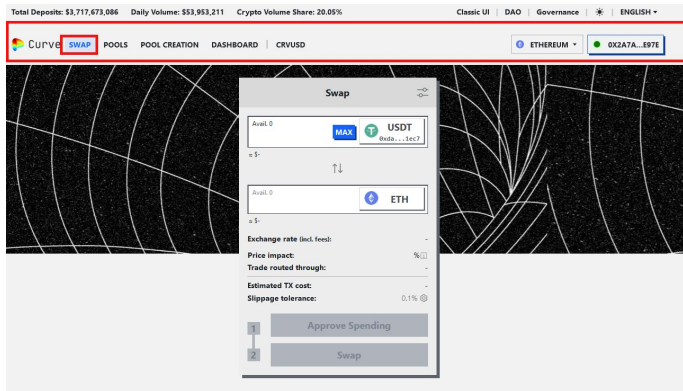 Total Deposits: $3,717,673,086 Daily Volume: $53,953,211 Crypto Volume Share: 20.05% Classic UI DAO Governance ENGLISH
Curve SWAP POOLS POOL CREATION DASHBOARD CRVUSD ETHEREUM 0X2A7A...E97E
Swap
Avail. 0
MAX USDT
0xda...1ec7
≈ $-
Avail. 0
ETH
≈ $-
Exchange rate (incl. fees): -
Price impact: %
Trade routed through: -
Estimated TX cost: -
Slippage tolerance: 0.1%
1 Approve Spending
2 Swap